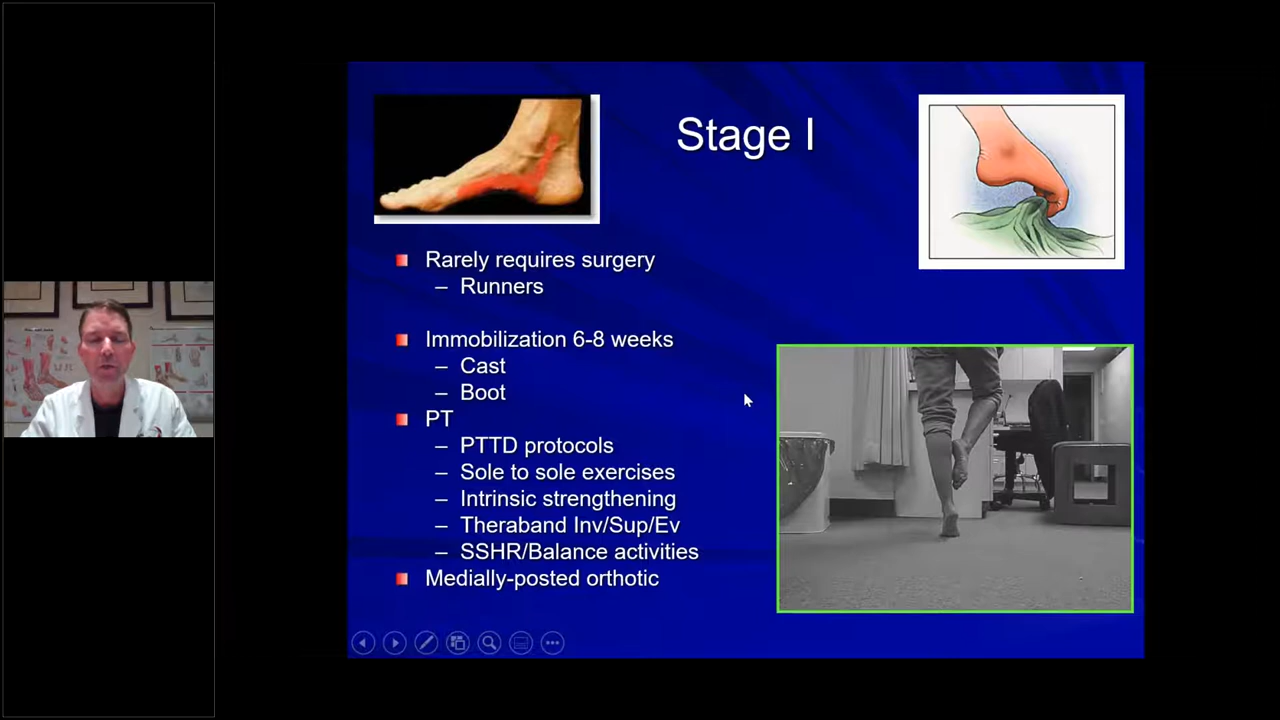 Stage I
Rarely requires surgery
– Runners
Immobilization 6-8 weeks
– Cast
– Boot
PT
– PTTD protocols
– Sole to sole exercises
– Intrinsic strengthening
– Theraband Inv/Sup/Ev
– SSHR/Balance activities
Medially-posted orthotic